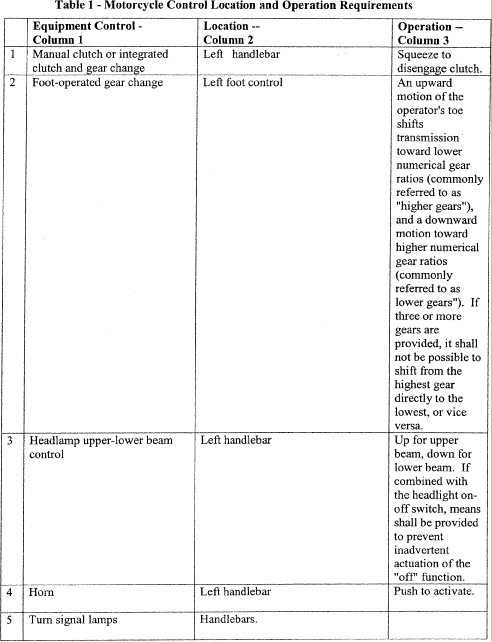 Table 1 - Motorcycle Control Location and Operation Requirements
Equipment Control - Column 1
Location -- Column 2
Operation -- Column 3
1
Manual clutch or integrated
clutch and gear change
Left handlebar
Squeeze to
disengage clutch.
2
Foot-operated gear change
Left foot control
An upward
motion of the
operator's toe
shifts
transmission
toward lower
numerical gear
ratios (commonly
referred to as
"higher gears"),
and a downward
motion toward
higher numerical
gear ratios
(commonly
referred to as
lower gears"). If
three or more
gears are
provided, it shall
not be possible to
shift from the
highest gear
directly to the
lowest, or vice
versa.
3
Headlamp upper-lower beam
control
Left handlebar
Up for upper
beam, down for
lower beam. If
combined with
the headlight on-
off switch, means
shall be provided
to prevent
inadvertent
actuation of the
"off" function.
4
Horn
Left handlebar
Push to activate.
5
Turn signal lamps
Handlebars.